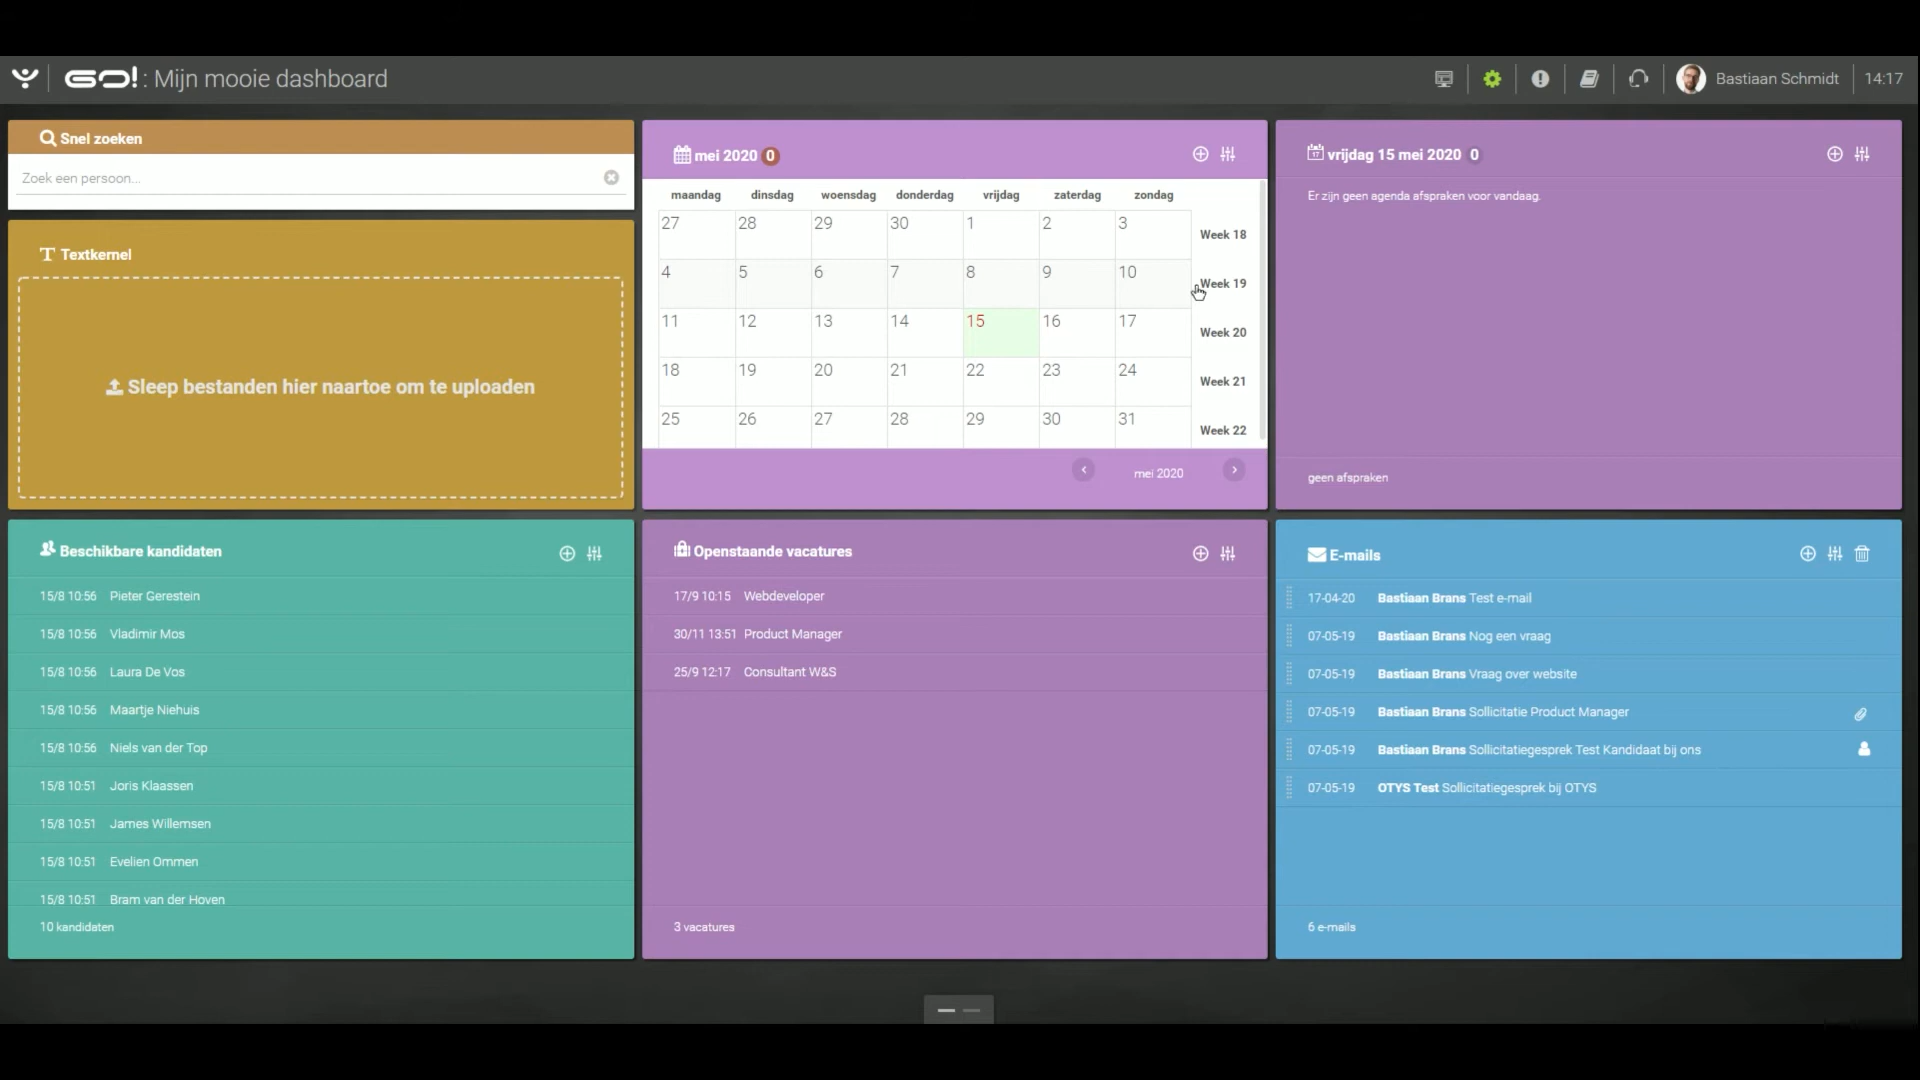 GO! : Mijn mooie dashboard
Bastiaan Schmidt
14:17
Snel zoeken
Zoek een persoon...
Textkernel
Sleep bestanden hier naartoe om te uploaden
mei 2020 0
maandag dinsdag woensdag donderdag vrijdag zaterdag zondag
27 28 29 30 1 2 3 Week 18
4 5 6 7 8 9 10 Week 19
11 12 13 14 15 16 17 Week 20
18 19 20 21 22 23 24 Week 21
25 26 27 28 29 30 31 Week 22
mei 2020
17 vrijdag 15 mei 2020 0
Er zijn geen agenda afspraken voor vandaag.
geen afspraken
Beschikbare kandidaten
15/8 10:56 Pieter Gerestein
15/8 10:56 Vladimir Mos
15/8 10:56 Laura De Vos
15/8 10:56 Maartje Niehuis
15/8 10:56 Niels van der Top
15/8 10:51 Joris Klaassen
15/8 10:51 James Willemsen
15/8 10:51 Evelien Ommen
15/8 10:51 Bram van der Hoven
10 kandidaten
Openstaande vacatures
17/9 10:15 Webdeveloper
30/11 13:51 Product Manager
25/9 12:17 Consultant W&S
3 vacatures
E-mails
17-04-20 Bastiaan Brans Test e-mail
07-05-19 Bastiaan Brans Nog een vraag
07-05-19 Bastiaan Brans Vraag over website
07-05-19 Bastiaan Brans Sollicitatie Product Manager
07-05-19 Bastiaan Brans Sollicitatiegesprek Test Kandidaat bij ons
07-05-19 OTYS Test Sollicitatiegesprek bij OTYS
6 e-mails